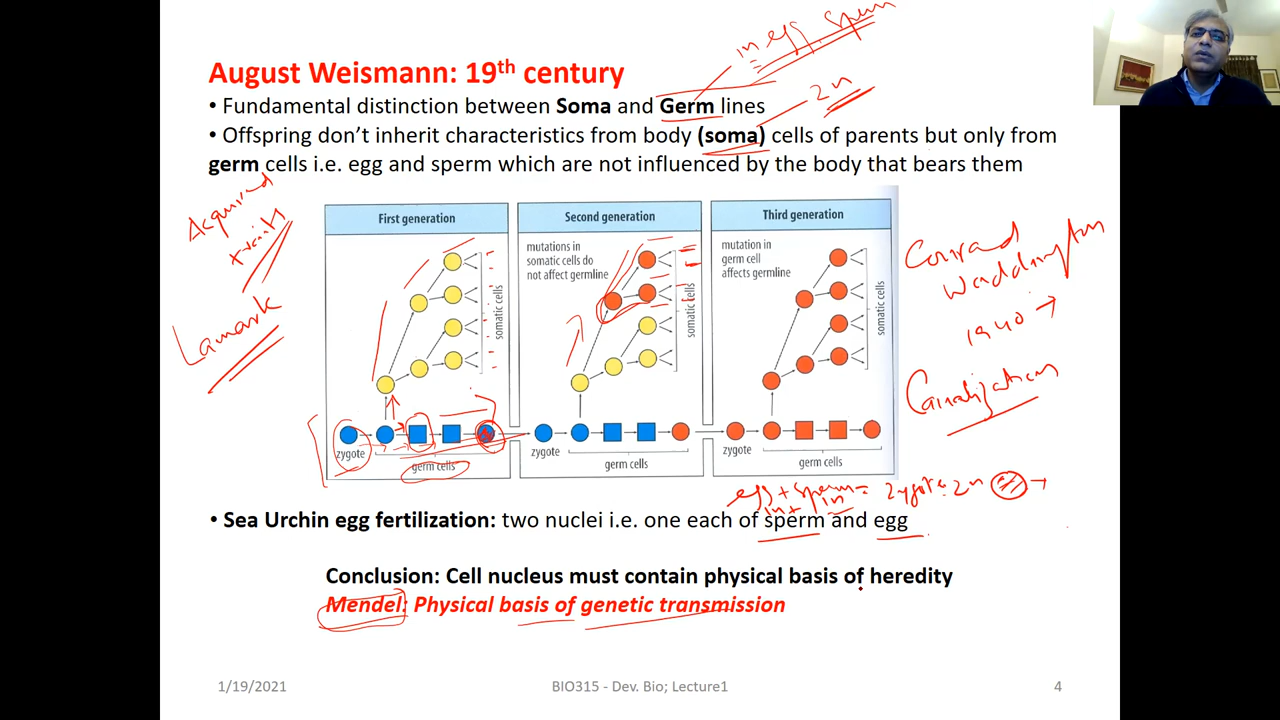 August Weismann: 19th century
in egg. Sperm
• Fundamental distinction between Soma and Germ lines
2n
• Offspring don't inherit characteristics from body (soma) cells of parents but only from
germ cells i.e. egg and sperm which are not influenced by the body that bears them
Acquired
traits
Lamark
First generation
somatic cells
zygote
germ cells
Second generation
mutations in
somatic cells do
not affect germline
somatic cells
zygote
germ cells
Third generation
mutation in
germ cell
affects germline
somatic cells
zygote
germ cells
Conrad
Waddington
1940 →
Canalization
egg + sperm = zygote = 2n
1n + 1n
• Sea Urchin egg fertilization: two nuclei i.e. one each of sperm and egg
Conclusion: Cell nucleus must contain physical basis of heredity
Mendel: Physical basis of genetic transmission
1/19/2021
BIO315 - Dev. Bio; Lecture1
4